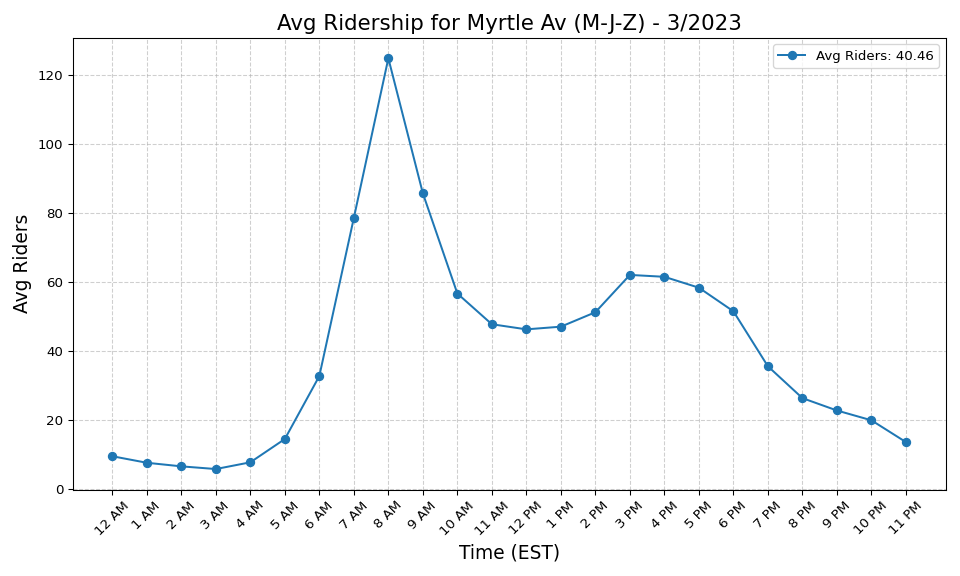 Avg Ridership for Myrtle Av (M-J-Z) - 3/2023
Avg Riders: 40.46
Avg Riders
120
100
80
60
40
20
0
12 AM
1 AM
2 AM
3 AM
4 AM
5 AM
6 AM
7 AM
8 AM
9 AM
10 AM
11 AM
12 PM
1 PM
2 PM
3 PM
4 PM
5 PM
6 PM
7 PM
8 PM
9 PM
10 PM
11 PM
Time (EST)